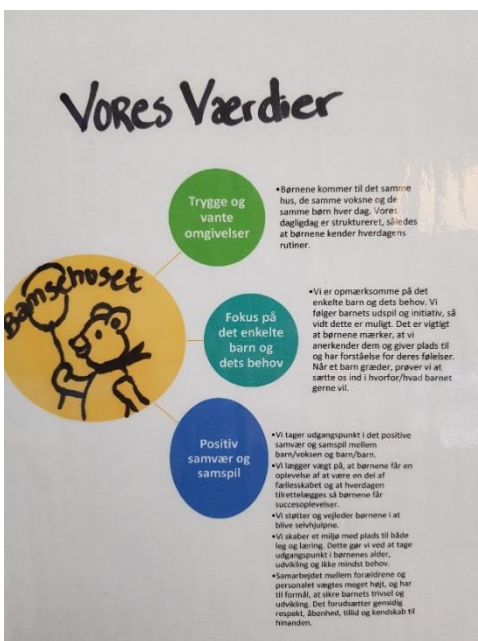 Vores Værdier
Trygge og
vante
omgivelser
•Børnene kommer til det samme
hus, de samme voksne og de
samme børn hver dag. Vores
dagligdag er struktureret, således
at børnene kender hverdagens
rutiner.
Bamsehuset
Fokus på
det enkelte
barn og
dets behov
•Vi er opmærksomme på det
enkelte barn og dets behov. Vi
følger barnets udspil og initiativ, så
vidt dette er muligt. Det er vigtigt
at børnene mærker, at vi
anerkender dem og giver plads til
og har forståelse for deres følelser.
Når et barn græder, prøver vi at
sætte os ind i hvorfor/hvad barnet
gerne vil.
Positiv
samvær og
samspil
•Vi tager udgangspunkt i det positive
samvær og samspil mellem
barn/voksen og barn/barn.
•Vi lægger vægt på, at børnene får en
oplevelse af at være en del af
fællesskabet og at hverdagen
tilrettelægges så børnene får
succesoplevelser.
•Vi støtter og vejleder børnene i at
blive selvhjulpne.
•Vi skaber et miljø med plads til både
leg og læring. Dette gør vi ved at tage
udgangspunkt i børnenes alder,
udvikling og ikke mindst behov.
•Samarbejdet mellem forældrene og
personalet vægtes meget højt, og har
til formål, at sikre barnets trivsel og
udvikling. Det forudsætter gensidig
respekt, åbenhed, tillid og kendskab til
hinanden.